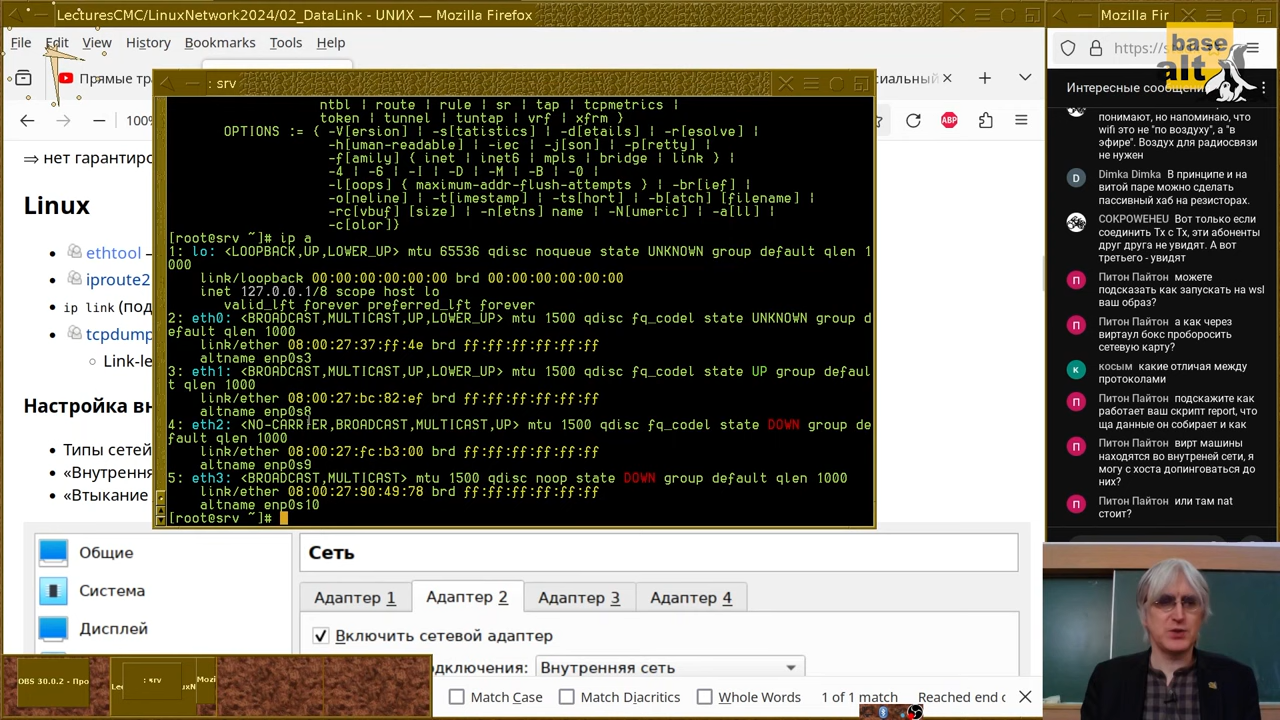 LecturesCMC/LinuxNetwork2024/02_DataLink - UNИX — Mozilla Firefox
File Edit View History Bookmarks Tools Help
Прямые тра
100%
⇒ нет гарантиро
Linux
ethtool –
iproute2
ip link (под
tcpdump
Link-le
Настройка вн
Типы сетей
«Внутрення
«Втыкание
: srv
ntbl | route | rule | sr | tap | tcpmetrics |
token | tunnel | tuntap | vrf | xfrm }
OPTIONS := { -V[ersion] | -s[tatistics] | -d[etails] | -r[esolve] |
-h[uman-readable] | -iec | -j[son] | -p[retty] |
-f[amily] { inet | inet6 | mpls | bridge | link } |
-4 | -6 | -I | -D | -M | -B | -0 |
-l[oops] { maximum-addr-flush-attempts } | -br[ief] |
-o[neline] | -t[imestamp] | -ts[hort] | -b[atch] [filename] |
-rc[vbuf] [size] | -n[etns] name | -N[umeric] | -a[ll] |
-c[olor]}
[root@srv ~]# ip a
1: lo: <LOOPBACK,UP,LOWER_UP> mtu 65536 qdisc noqueue state UNKNOWN group default qlen 1
000
link/loopback 00:00:00:00:00:00 brd 00:00:00:00:00:00
inet 127.0.0.1/8 scope host lo
valid_lft forever preferred_lft forever
2: eth0: <BROADCAST,MULTICAST,UP,LOWER_UP> mtu 1500 qdisc fq_codel state UNKNOWN group d
efault qlen 1000
link/ether 08:00:27:37:ff:4e brd ff:ff:ff:ff:ff:ff
altname enp0s3
3: eth1: <BROADCAST,MULTICAST,UP,LOWER_UP> mtu 1500 qdisc fq_codel state UP group defaul
t qlen 1000
link/ether 08:00:27:bc:82:ef brd ff:ff:ff:ff:ff:ff
altname enp0s8
4: eth2: <NO-CARRIER,BROADCAST,MULTICAST,UP> mtu 1500 qdisc fq_codel state DOWN group de
fault qlen 1000
link/ether 08:00:27:fc:b3:00 brd ff:ff:ff:ff:ff:ff
altname enp0s9
5: eth3: <BROADCAST,MULTICAST> mtu 1500 qdisc noop state DOWN group default qlen 1000
link/ether 08:00:27:90:49:78 brd ff:ff:ff:ff:ff:ff
altname enp0s10
[root@srv ~]#
Общие
Система
Дисплей
Сеть
Адаптер 1 Адаптер 2 Адаптер 3 Адаптер 4
Включить сетевой адаптер
одключения: Внутренняя сеть
Match Case Match Diacritics Whole Words 1 of 1 match Reached end o
OBS 30.0.2 - Про
: srv
Mozi
Mozilla Fir
https://s
base
alt
ABP
Интересные сообщени
понимают, но напоминаю, что
wifi это не "по воздуху", а "в
эфире". Воздух для радиосвязи
не нужен
D
Dimka Dimka В принципе и на
витой паре можно сделать
пассивный хаб на резисторах.
COKPOWEHEU Вот только если
соединить Tx с Tx, эти абоненты
друг друга не увидят. А вот
третьего - увидят
П
Питон Пайтон можете
подсказать как запускать на wsl
ваш образ?
П
Питон Пайтон а как через
виртаул бокс проборосить
сетевую карту?
К
косым какие отличая между
протоколами
П
Питон Пайтон подскажите как
работает ваш скрипт report, что
ща данные он собирает и как
П
Питон Пайтон вирт машины
находятся во внутреней сети, я
могу с хоста допинговаться до
них?
П
Питон Пайтон или там nat
стоит?